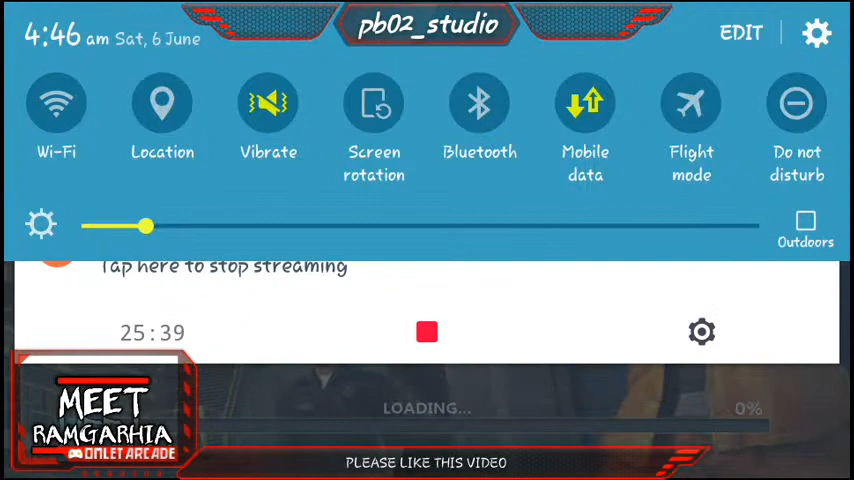 pb02_studio
4:46 am Sat, 6 June
EDIT
Wi-Fi
Location
Vibrate
Screen
rotation
Bluetooth
Mobile
data
Flight
mode
Do not
disturb
Outdoors
Tap here to stop streaming
25:39
LOADING...
0%
MEET
RAMGARHIA
OMLET ARCADE
PLEASE LIKE THIS VIDEO